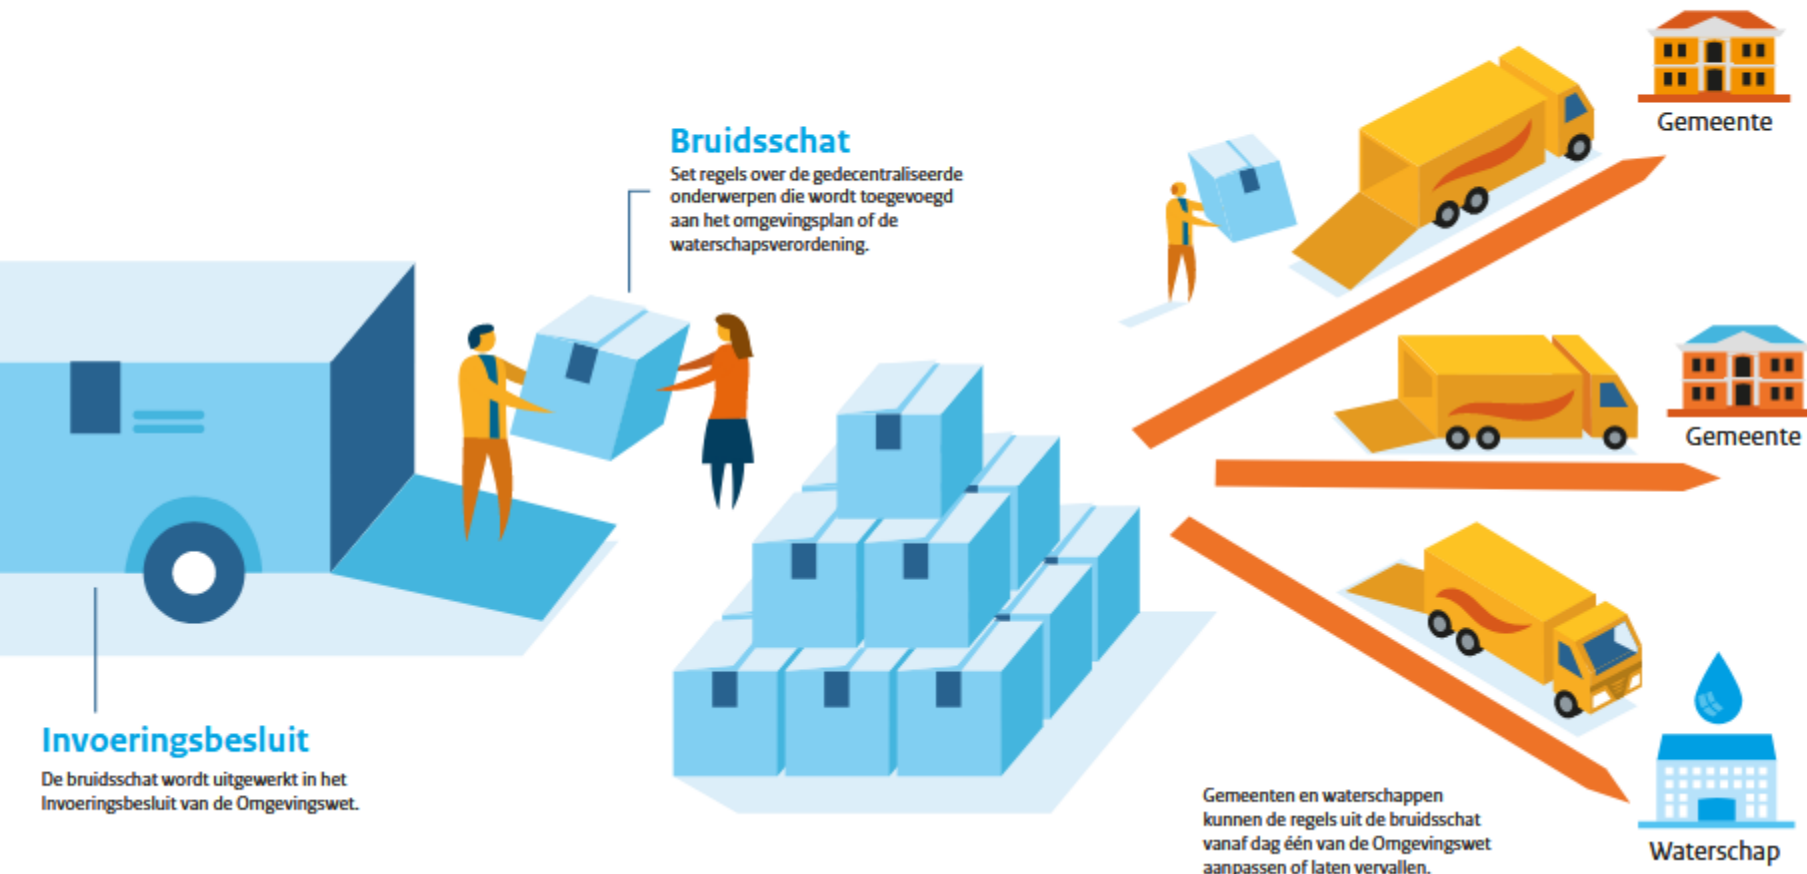 Bruidsschat
Set regels over de gedecentraliseerde
onderwerpen die wordt toegevoegd
aan het omgevingsplan of de
waterschapsverordening.
Invoeringsbesluit
De bruidsschat wordt uitgewerkt in het
Invoeringsbesluit van de Omgevingswet.
Gemeente
Gemeente
Gemeenten en waterschappen
kunnen de regels uit de bruidsschat
vanaf dag één van de Omgevingswet
aanpassen of laten vervallen.
Waterschap